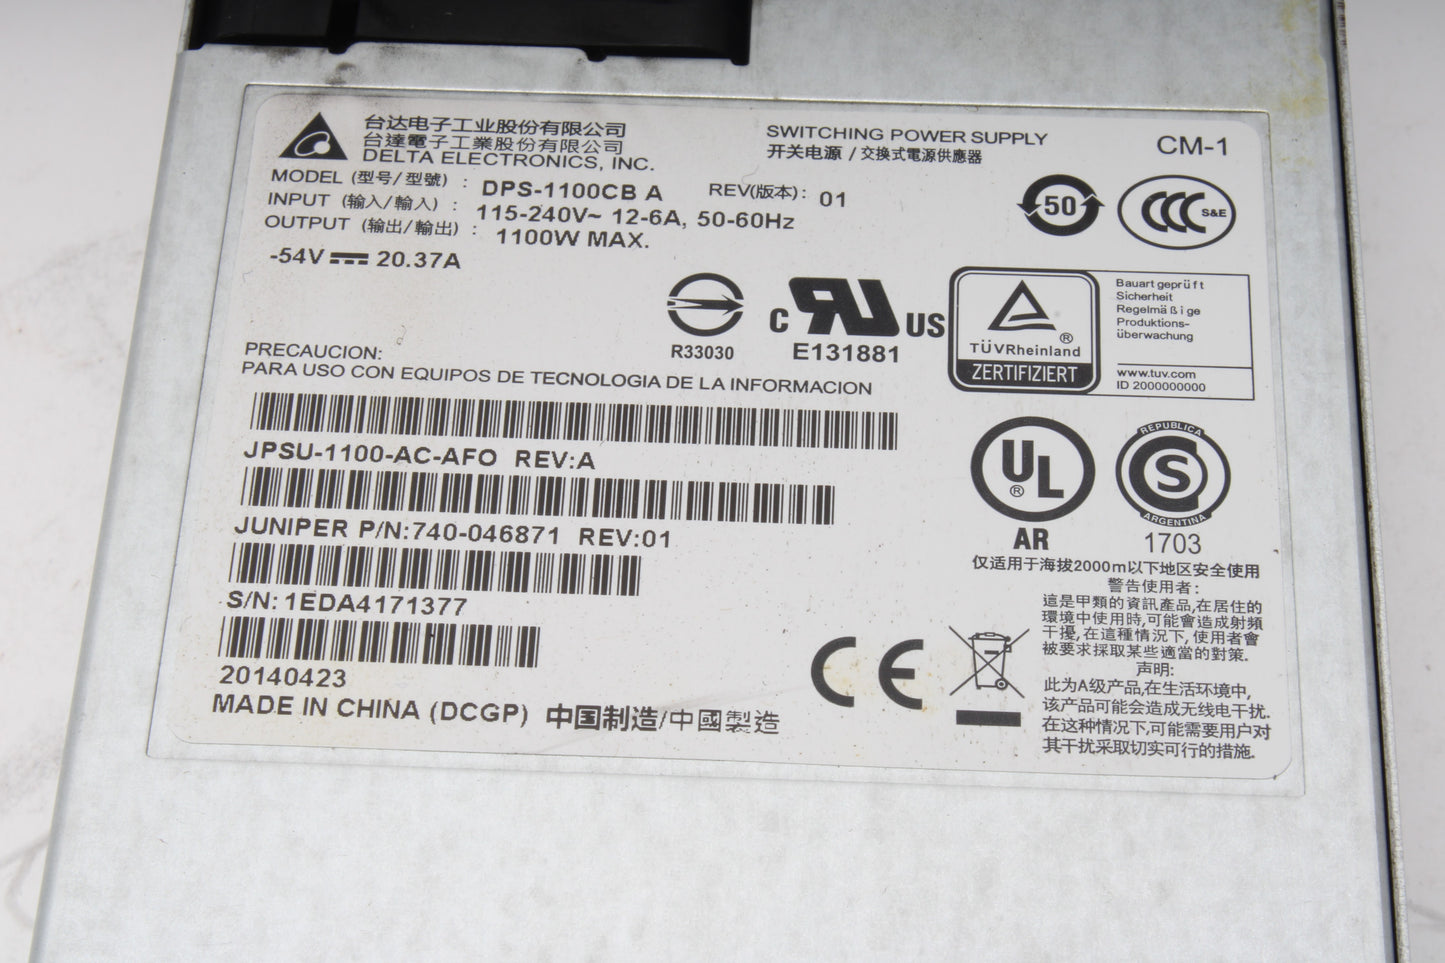 台达电子工业股份有限公司
台達電子工業股份有限公司
DELTA ELECTRONICS, INC.
SWITCHING POWER SUPPLY
开关电源 / 交换式電源供應器
CM-1
MODEL (型号/型號) : DPS-1100CB A REV(版本): 01
INPUT (输入/輸入) : 115-240V~ 12-6A, 50-60Hz
OUTPUT (输出/輸出) : 1100W MAX.
-54V 20.37A
50
CCC S&E
R33030
C RU US
E131881
TÜVRheinland ®
ZERTIFIZIERT
Bauart geprüft
Sicherheit
Regelmäßige
Produktions-
überwachung
www.tuv.com
ID 2000000000
PRECAUCION:
PARA USO CON EQUIPOS DE TECNOLOGIA DE LA INFORMACION
JPSU-1100-AC-AFO REV:A
JUNIPER P/N:740-046871 REV:01
S/N: 1EDA4171377
20140423
MADE IN CHINA (DCGP) 中国制造/中國製造
UL ®
AR
REPUBLICA
S
ARGENTINA
1703
仅适用于海拔2000m以下地区安全使用
警告使用者:
這是甲類的資訊產品,在居住的
環境中使用時,可能會造成射頻
干擾,在這種情況下,使用者會
被要求採取某些適當的對策.
声明:
此为A级产品,在生活环境中,
该产品可能会造成无线电干扰.
在这种情况下,可能需要用户对
其干扰采取切实可行的措施.
CE